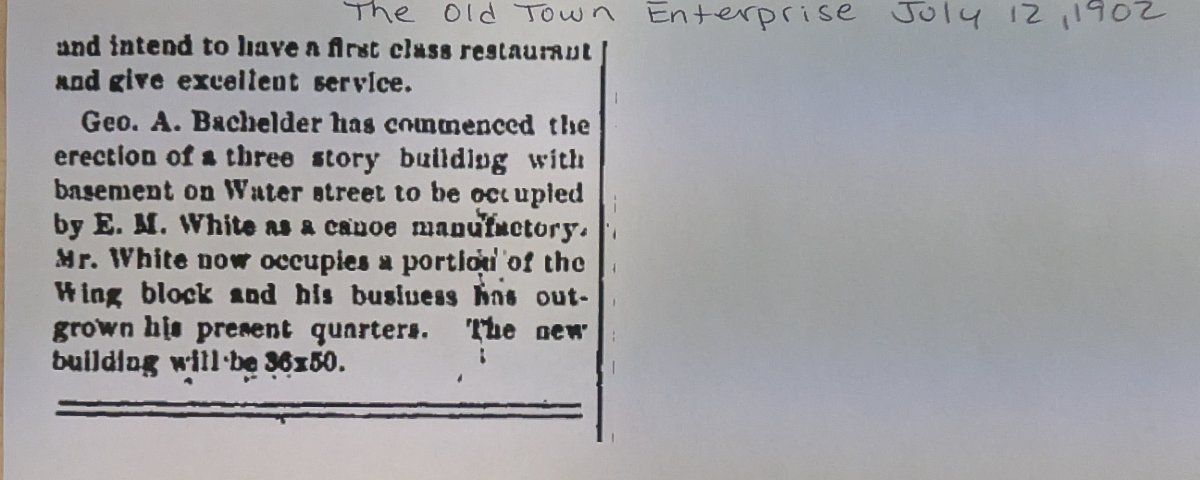 The Old Town Enterprise July 12, 1902
and intend to have a first class restaurant
and give excellent service.
Geo. A. Bachelder has commenced the
erection of a three story building with
basement on Water street to be occupied
by E. M. White as a canoe manufactory.
Mr. White now occupies a portion of the
Wing block and his business has out-
grown his present quarters. The new
building will be 36x50.